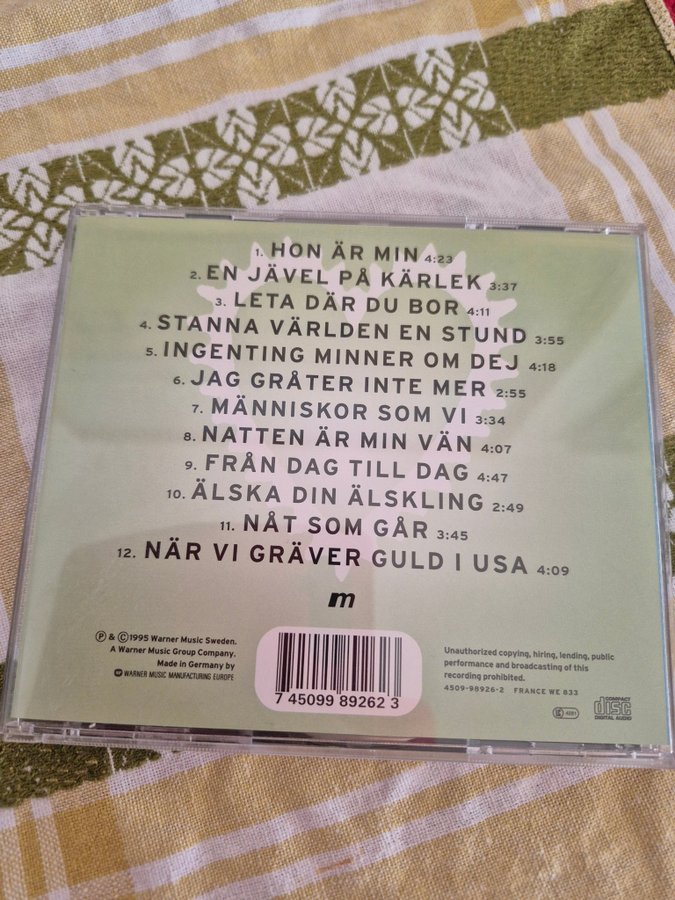 1. HON ÄR MIN 4:23
2. EN JÄVEL PÅ KÄRLEK 3:37
3. LETA DÄR DU BOR 4:11
4. STANNA VÄRLDEN EN STUND 3:55
5. INGENTING MINNER OM DEJ 4:18
6. JAG GRÅTER INTE MER 2:55
7. MÄNNISKOR SOM VI 3:34
8. NATTEN ÄR MIN VÄN 4:07
9. FRÅN DAG TILL DAG 4:47
10. ÄLSKA DIN ÄLSKLING 2:49
11. NÅT SOM GÅR 3:45
12. NÄR VI GRÄVER GULD I USA 4:09
m
Ⓟ & ©1995 Warner Music Sweden.
A Warner Music Group Company.
Made in Germany by
WARNER MUSIC MANUFACTURING EUROPE
7 45099 89262 3
Unauthorized copying, hiring, lending, public
performance and broadcasting of this
recording prohibited.
4509-98926-2 FRANCE WE 833
COMPACT
disc
DIGITAL AUDIO